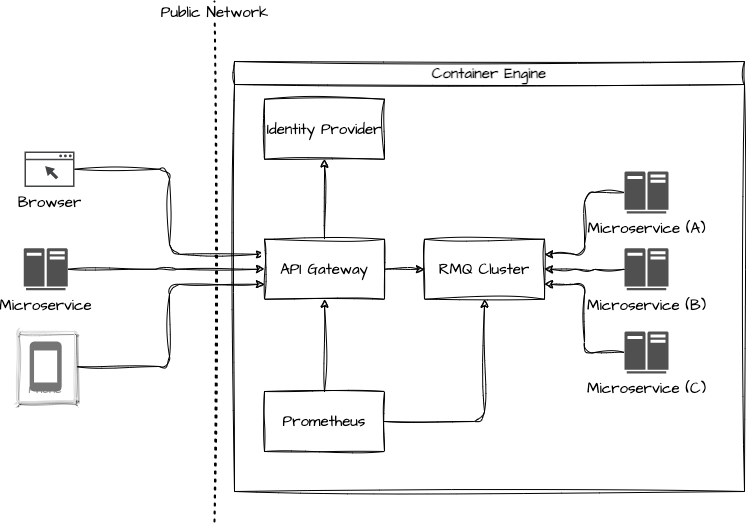 Public Network
Container Engine
Identity Provider
Browser
Microservice (A)
API Gateway
RMQ Cluster
Microservice
Microservice (B)
Phone
Microservice (C)
Prometheus